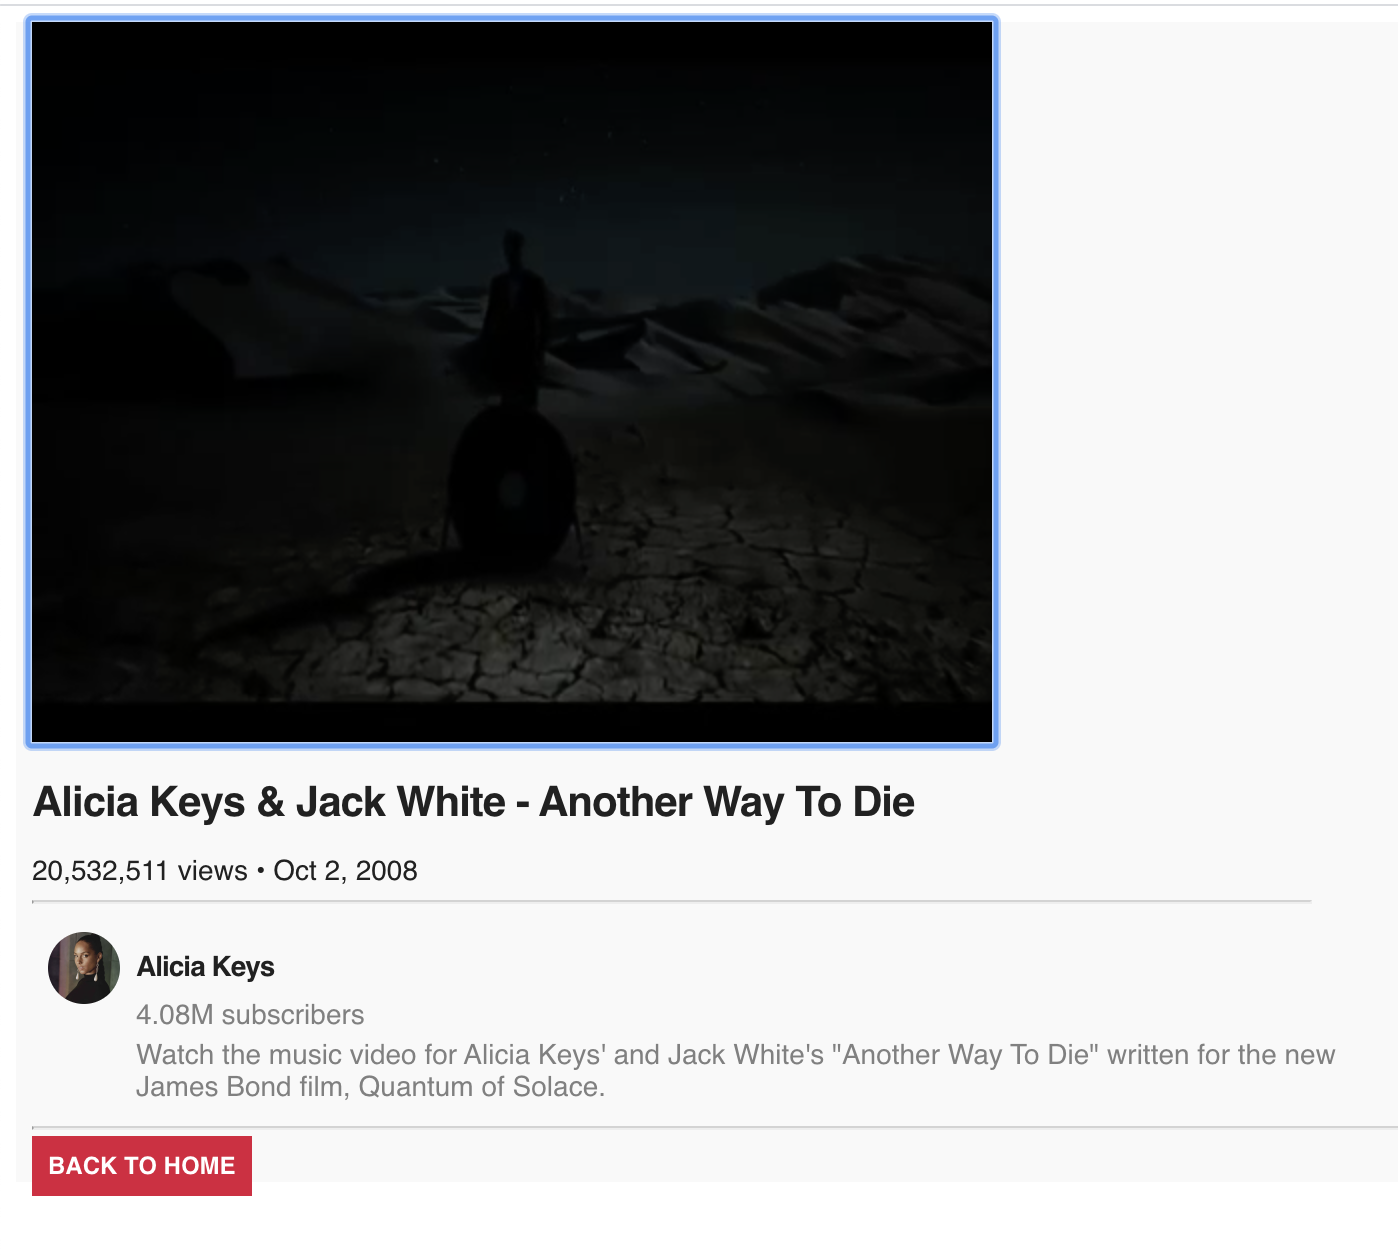 Alicia Keys & Jack White - Another Way To Die
20,532,511 views • Oct 2, 2008
Alicia Keys
4.08M subscribers
Watch the music video for Alicia Keys' and Jack White's "Another Way To Die" written for the new
James Bond film, Quantum of Solace.
BACK TO HOME